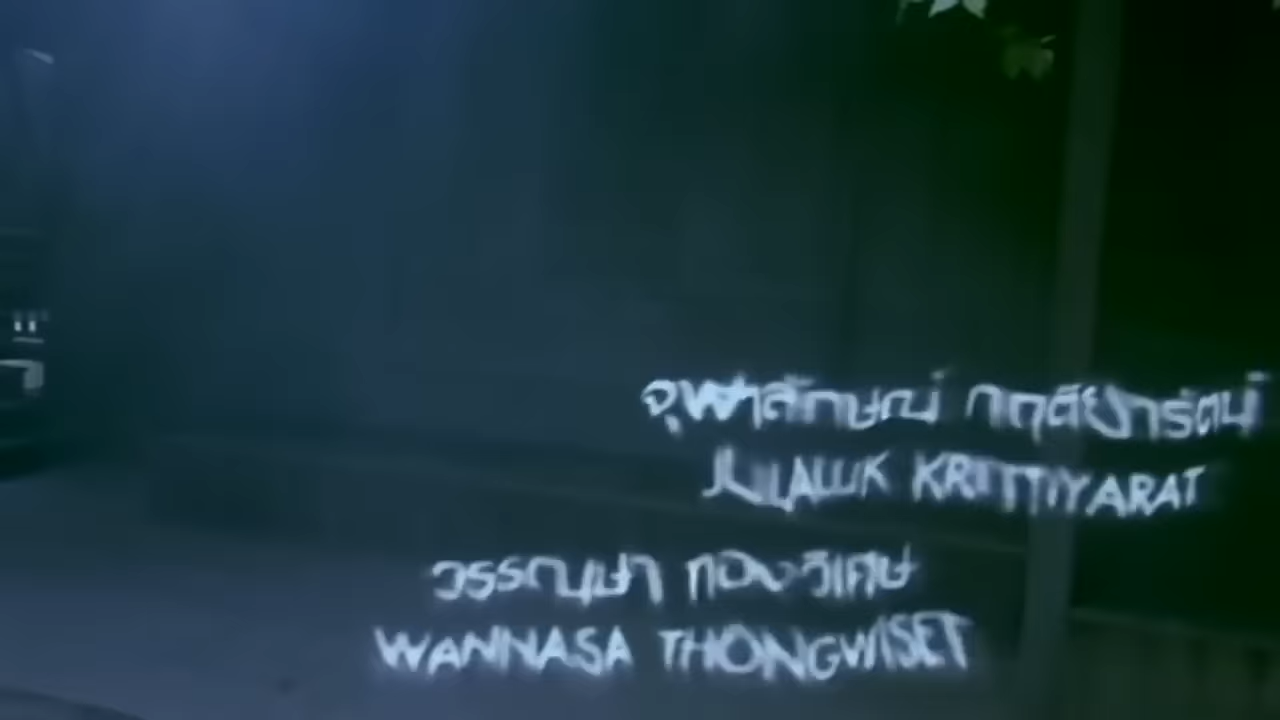 จุฬาลักษณ์ กฤติยารัตน์
JULALUK KRITTIYARAT
วรรณษา ทองวิเศษ
WANNASA THONGWISET